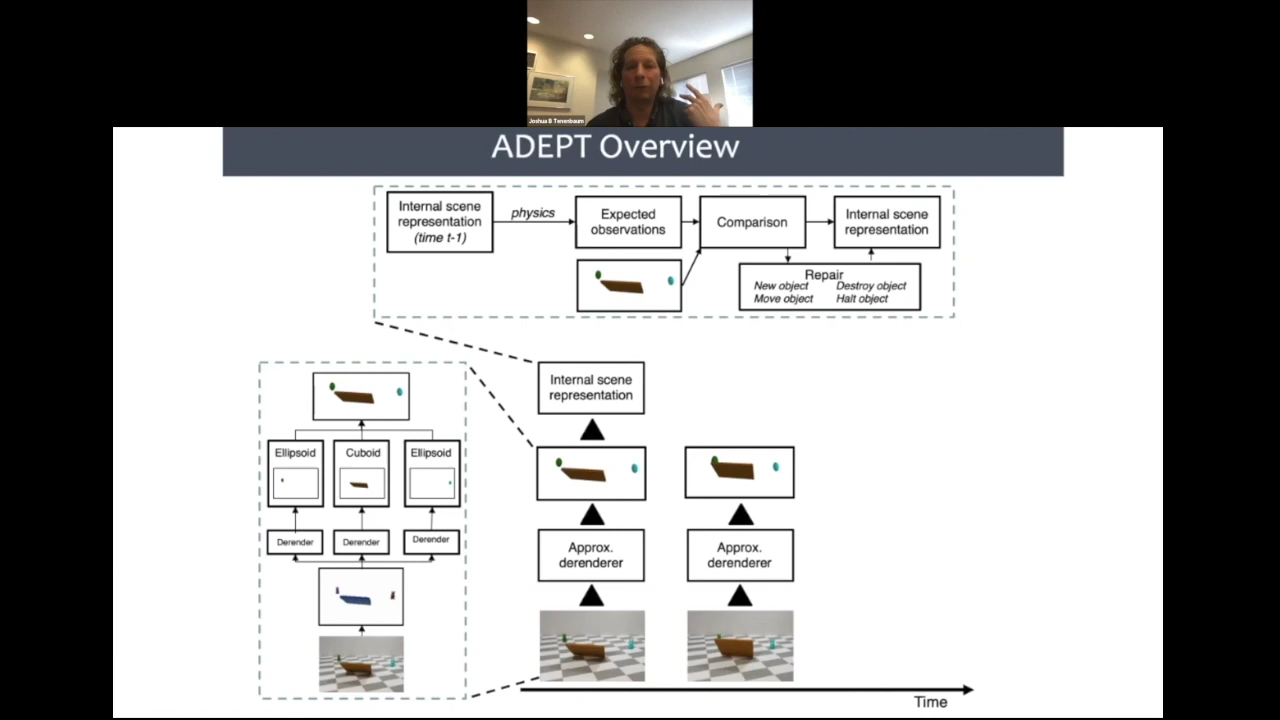 Joshua B Tenenbaum
ADEPT Overview
Internal scene
representation
(time t-1)
physics
Expected
observations
Comparison
Internal scene
representation
Repair
New object
Destroy object
Move object
Halt object
Internal scene
representation
Ellipsoid
Cuboid
Ellipsoid
Derender
Derender
Derender
Approx.
derenderer
Approx.
derenderer
Time